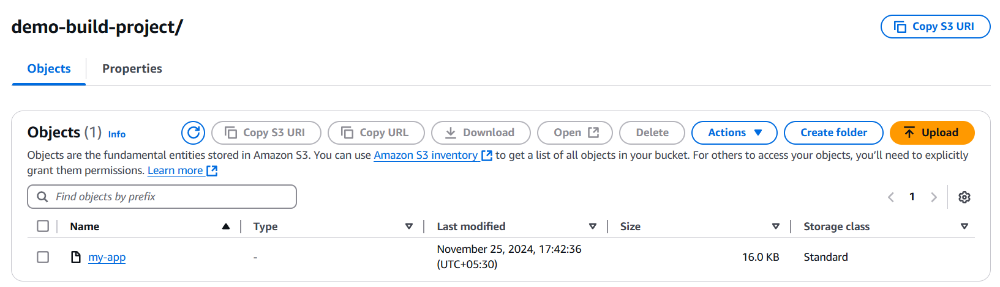 demo-build-project/
Copy S3 URI
Objects
Properties
Objects (1) Info
Copy S3 URI
Copy URL
Download
Open
Delete
Actions
Create folder
Upload
Objects are the fundamental entities stored in Amazon S3. You can use Amazon S3 inventory to get a list of all objects in your bucket. For others to access your objects, you’ll need to explicitly
grant them permissions. Learn more
Find objects by prefix
1
Name
Type
Last modified
Size
Storage class
my-app
-
November 25, 2024, 17:42:36
(UTC+05:30)
16.0 KB
Standard